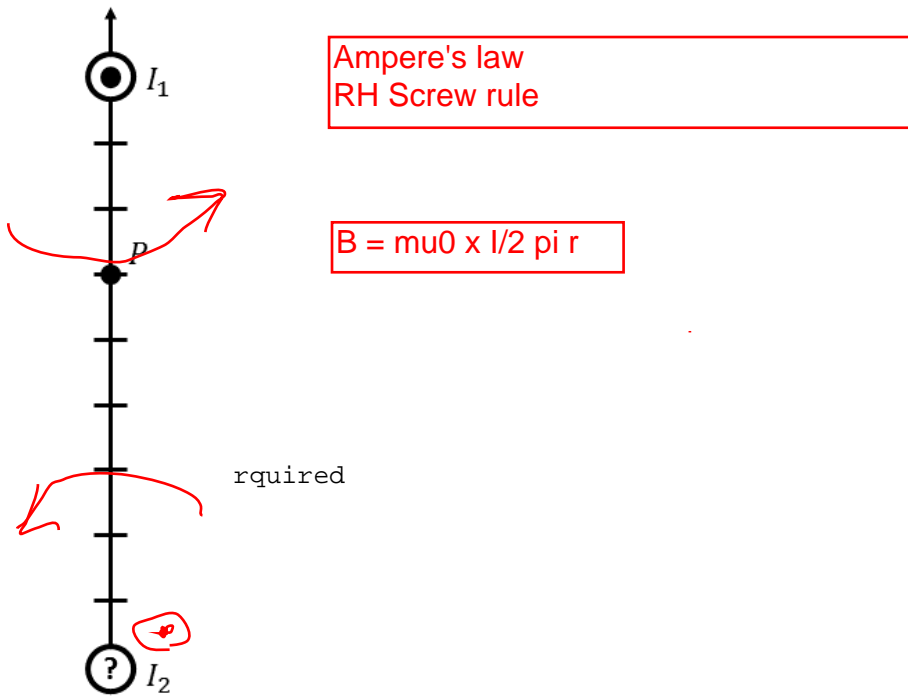 I₁
Ampere's law
RH Screw rule
P
B = mu0 x I/2 pi r
rquired
?
I₂